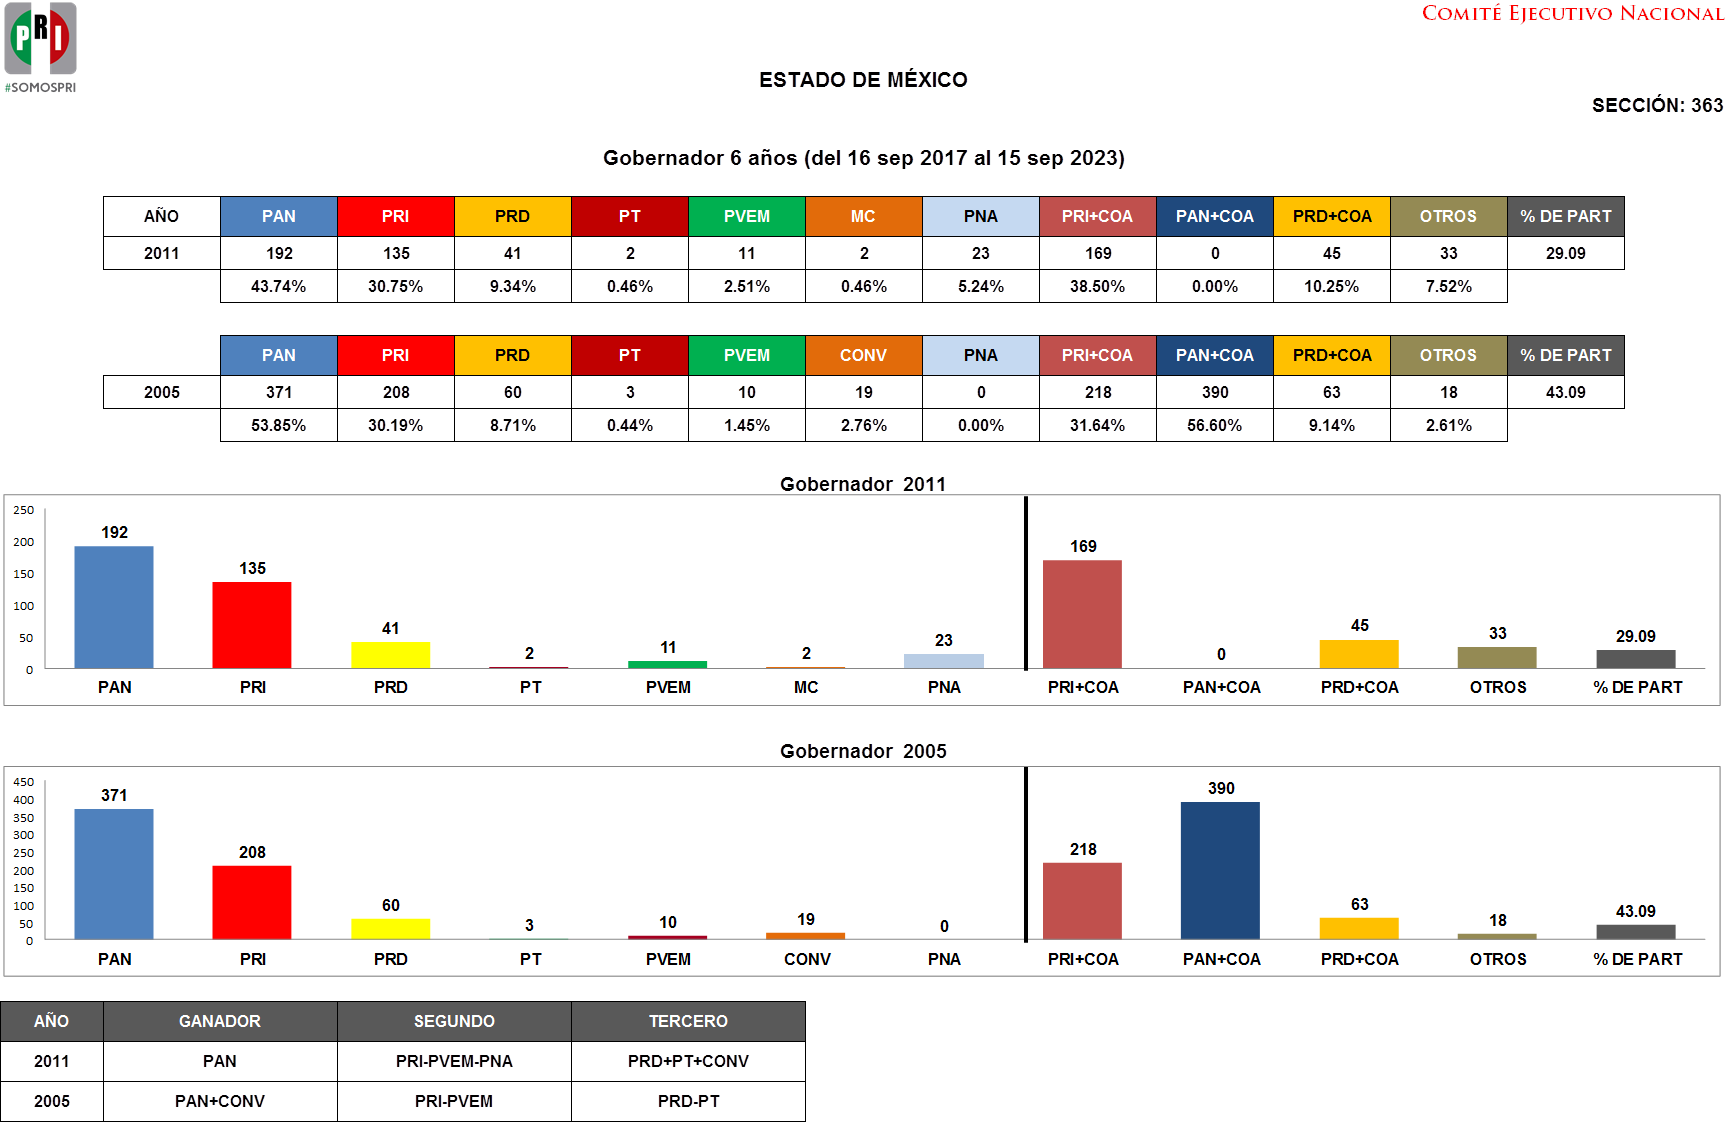 PRI
#SOMOSPRI
COMITÉ EJECUTIVO NACIONAL
ESTADO DE MÉXICO
SECCIÓN: 363
Gobernador 6 años (del 16 sep 2017 al 15 sep 2023)
AÑO PAN PRI PRD PT PVEM MC PNA PRI+COA PAN+COA PRD+COA OTROS % DE PART
2011 192 135 41 2 11 2 23 169 0 45 33 29.09
43.74% 30.75% 9.34% 0.46% 2.51% 0.46% 5.24% 38.50% 0.00% 10.25% 7.52%
PAN PRI PRD PT PVEM CONV PNA PRI+COA PAN+COA PRD+COA OTROS % DE PART
2005 371 208 60 3 10 19 0 218 390 63 18 43.09
53.85% 30.19% 8.71% 0.44% 1.45% 2.76% 0.00% 31.64% 56.60% 9.14% 2.61%
Gobernador 2011
250
200
150
100
50
0
192 135 41 2 11 2 23 169 0 45 33 29.09
PAN PRI PRD PT PVEM MC PNA PRI+COA PAN+COA PRD+COA OTROS % DE PART
Gobernador 2005
450
400
350
300
250
200
150
100
50
0
371 208 60 3 10 19 0 218 390 63 18 43.09
PAN PRI PRD PT PVEM CONV PNA PRI+COA PAN+COA PRD+COA OTROS % DE PART
AÑO GANADOR SEGUNDO TERCERO
2011 PAN PRI-PVEM-PNA PRD+PT+CONV
2005 PAN+CONV PRI-PVEM PRD-PT